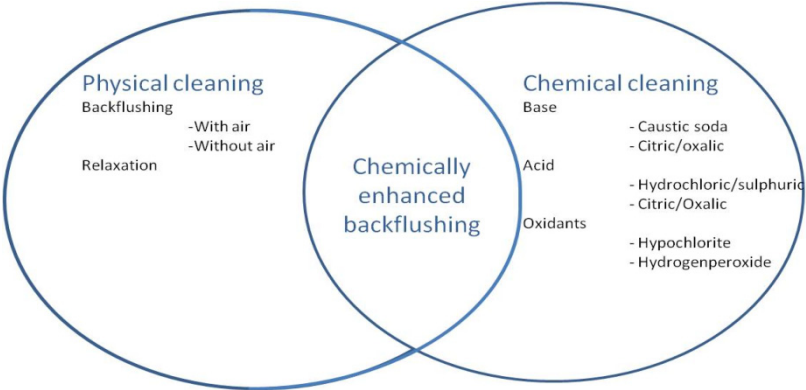 Physical cleaning
Backflushing
-With air
-Without air
Relaxation
Chemically
enhanced
backflushing
Chemical cleaning
Base
- Caustic soda
- Citric/oxalic
Acid
- Hydrochloric/sulphuric
- Citric/Oxalic
Oxidants
- Hypochlorite
- Hydrogenperoxide